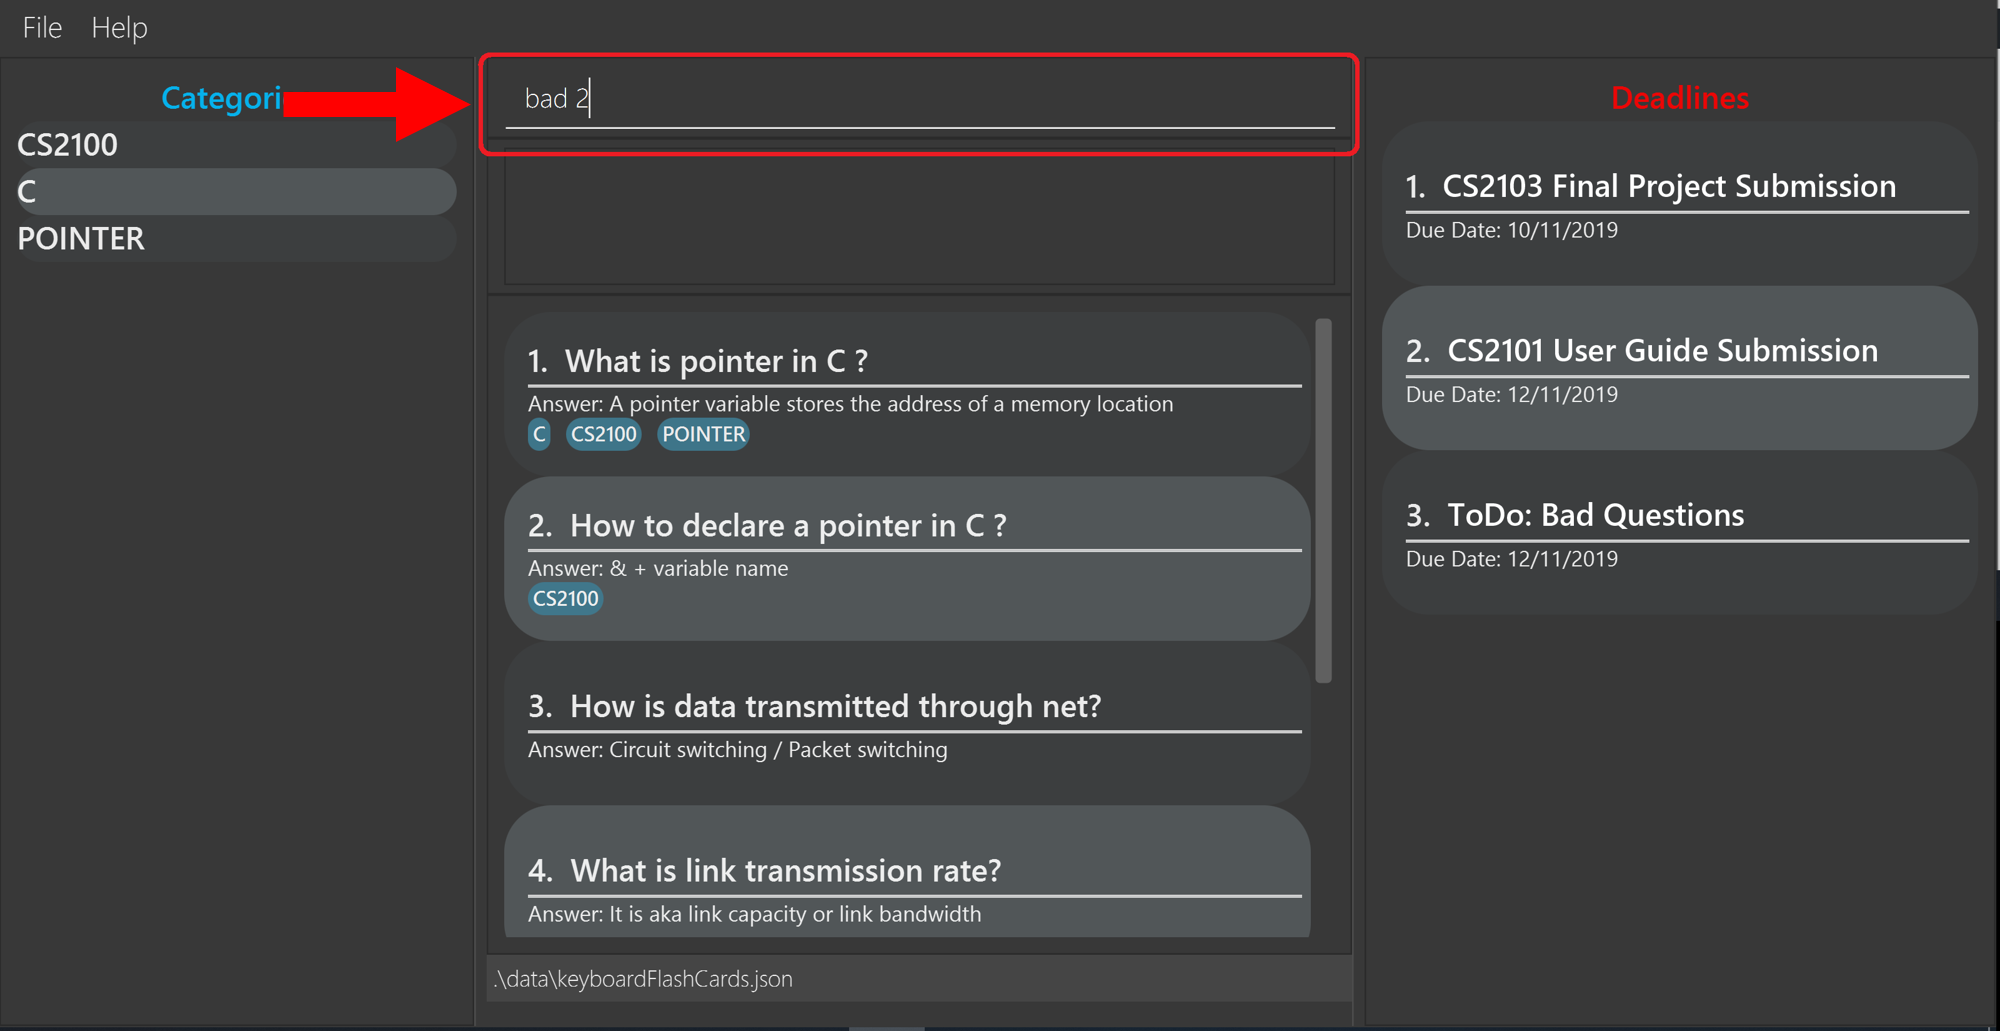 File Help
Categori
CS2100
C
POINTER
bad 2
1. What is pointer in C ?
Answer: A pointer variable stores the address of a memory location
C CS2100 POINTER
2. How to declare a pointer in C ?
Answer: & + variable name
CS2100
3. How is data transmitted through net?
Answer: Circuit switching / Packet switching
4. What is link transmission rate?
Answer: It is aka link capacity or link bandwidth
.\data\keyboardFlashCards.json
Deadlines
1. CS2103 Final Project Submission
Due Date: 10/11/2019
2. CS2101 User Guide Submission
Due Date: 12/11/2019
3. ToDo: Bad Questions
Due Date: 12/11/2019